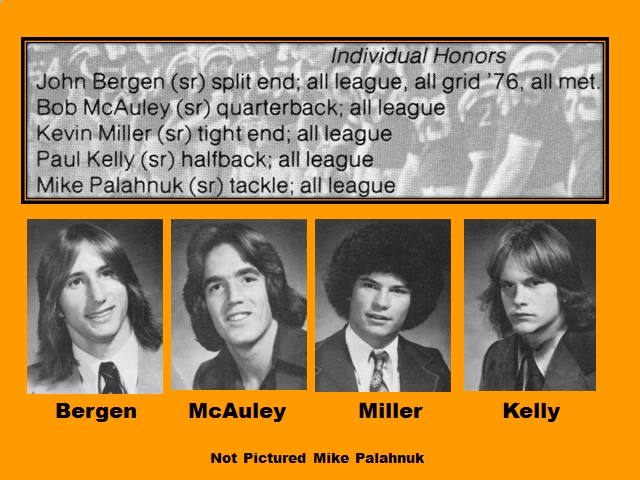 Individual Honors
John Bergen (sr) split end; all league, all grid '76, all met.
Bob McAuley (sr) quarterback; all league
Kevin Miller (sr) tight end; all league
Paul Kelly (sr) halfback; all league
Mike Palahnuk (sr) tackle; all league
Bergen McAuley Miller Kelly
Not Pictured Mike Palahnuk